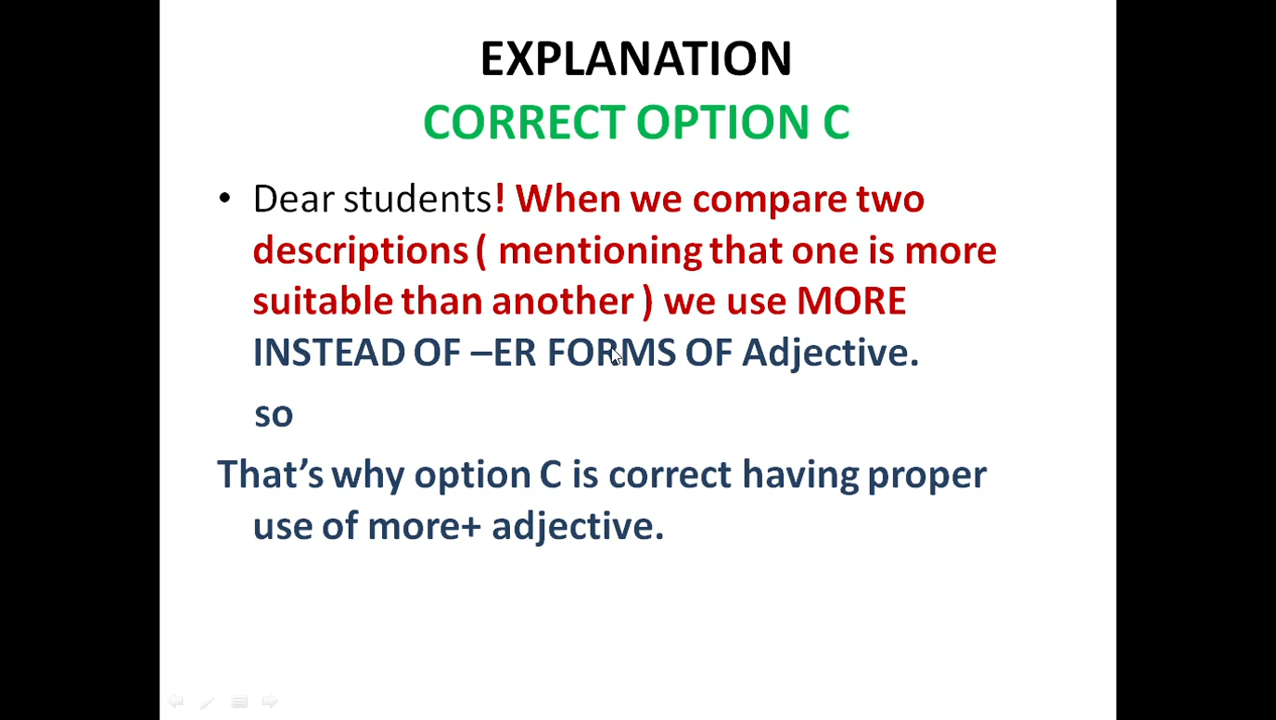 EXPLANATION
CORRECT OPTION C
• Dear students! When we compare two
descriptions ( mentioning that one is more
suitable than another ) we use MORE
INSTEAD OF –ER FORMS OF Adjective.
so
That’s why option C is correct having proper
use of more+ adjective.